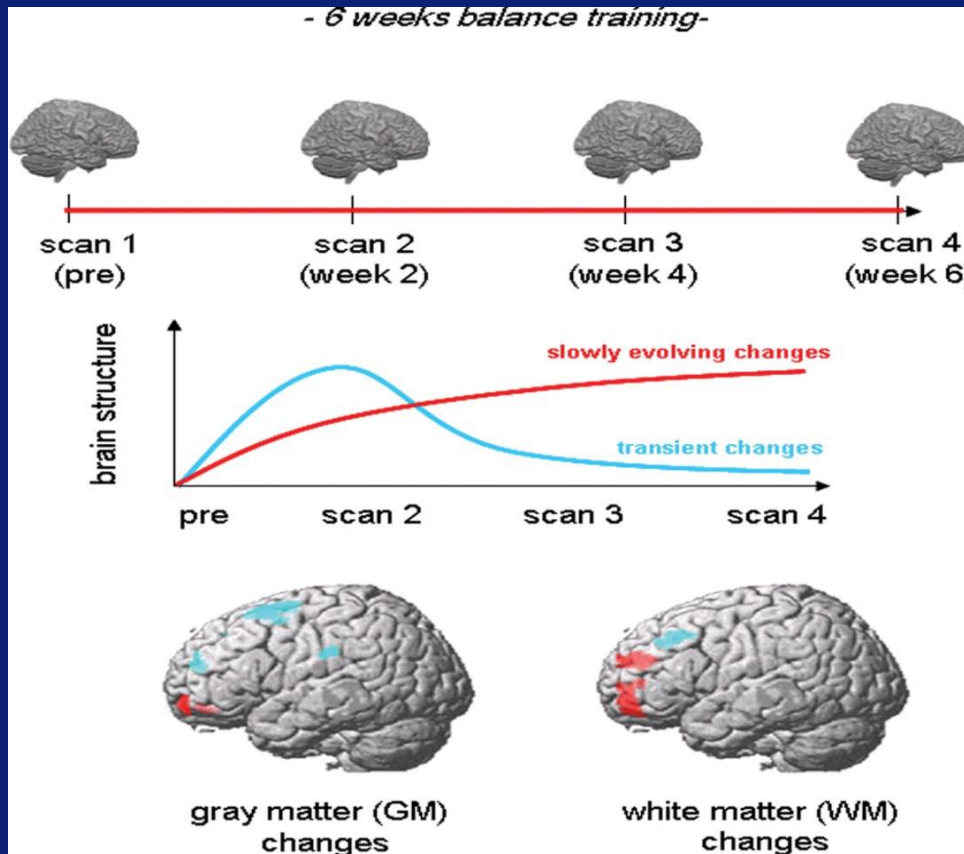 - 6 weeks balance training-
scan 1
(pre)
scan 2
(week 2)
scan 3
(week 4)
scan 4
(week 6)
brain structure
slowly evolving changes
transient changes
pre
scan 2
scan 3
scan 4
gray matter (GM)
changes
white matter (WM)
changes